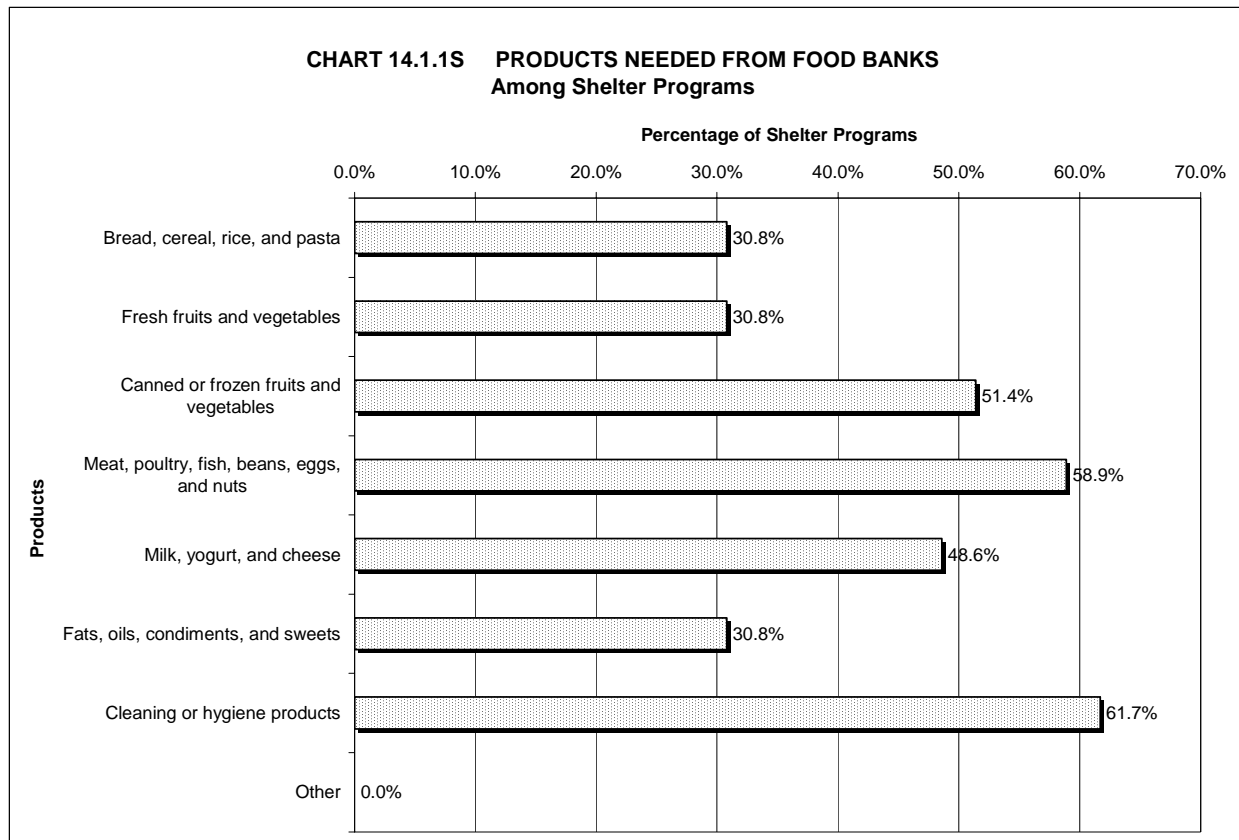 CHART 14.1.1S PRODUCTS NEEDED FROM FOOD BANKS
Among Shelter Programs
Percentage of Shelter Programs
0.0% 10.0% 20.0% 30.0% 40.0% 50.0% 60.0% 70.0%
Products
Bread, cereal, rice, and pasta 30.8%
Fresh fruits and vegetables 30.8%
Canned or frozen fruits and
vegetables 51.4%
Meat, poultry, fish, beans, eggs,
and nuts 58.9%
Milk, yogurt, and cheese 48.6%
Fats, oils, condiments, and sweets 30.8%
Cleaning or hygiene products 61.7%
Other 0.0%